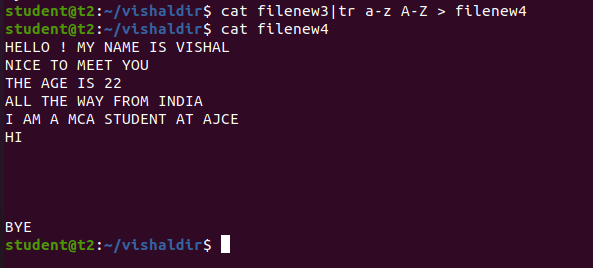 student@t2:~/vishaldir$ cat filenew3|tr a-z A-Z > filenew4
student@t2:~/vishaldir$ cat filenew4
HELLO ! MY NAME IS VISHAL
NICE TO MEET YOU
THE AGE IS 22
ALL THE WAY FROM INDIA
I AM A MCA STUDENT AT AJCE
HI
BYE
student@t2:~/vishaldir$